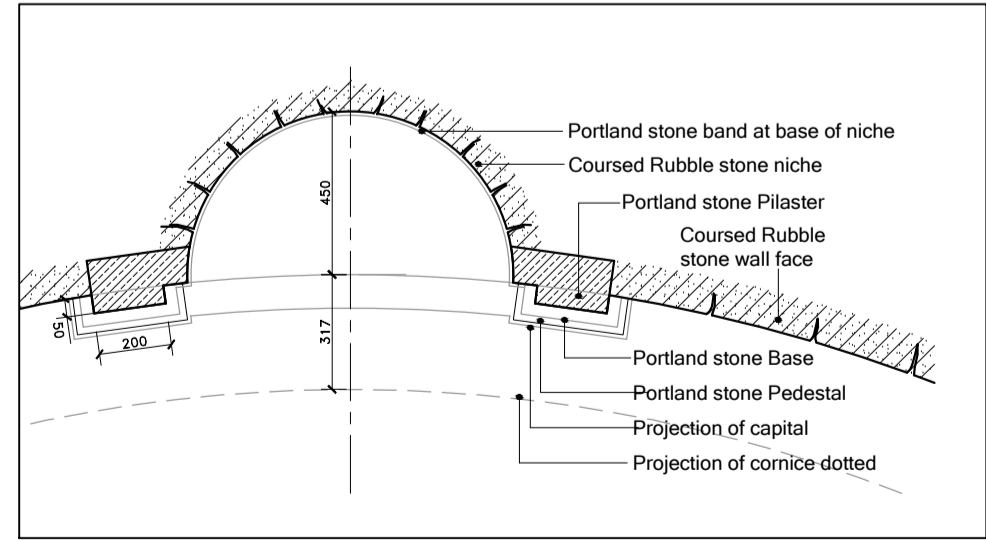 Portland stone band at base of niche
Coursed Rubble stone niche
450
Portland stone Pilaster
Coursed Rubble
stone wall face
50
200
317
Portland stone Base
Portland stone Pedestal
Projection of capital
Projection of cornice dotted